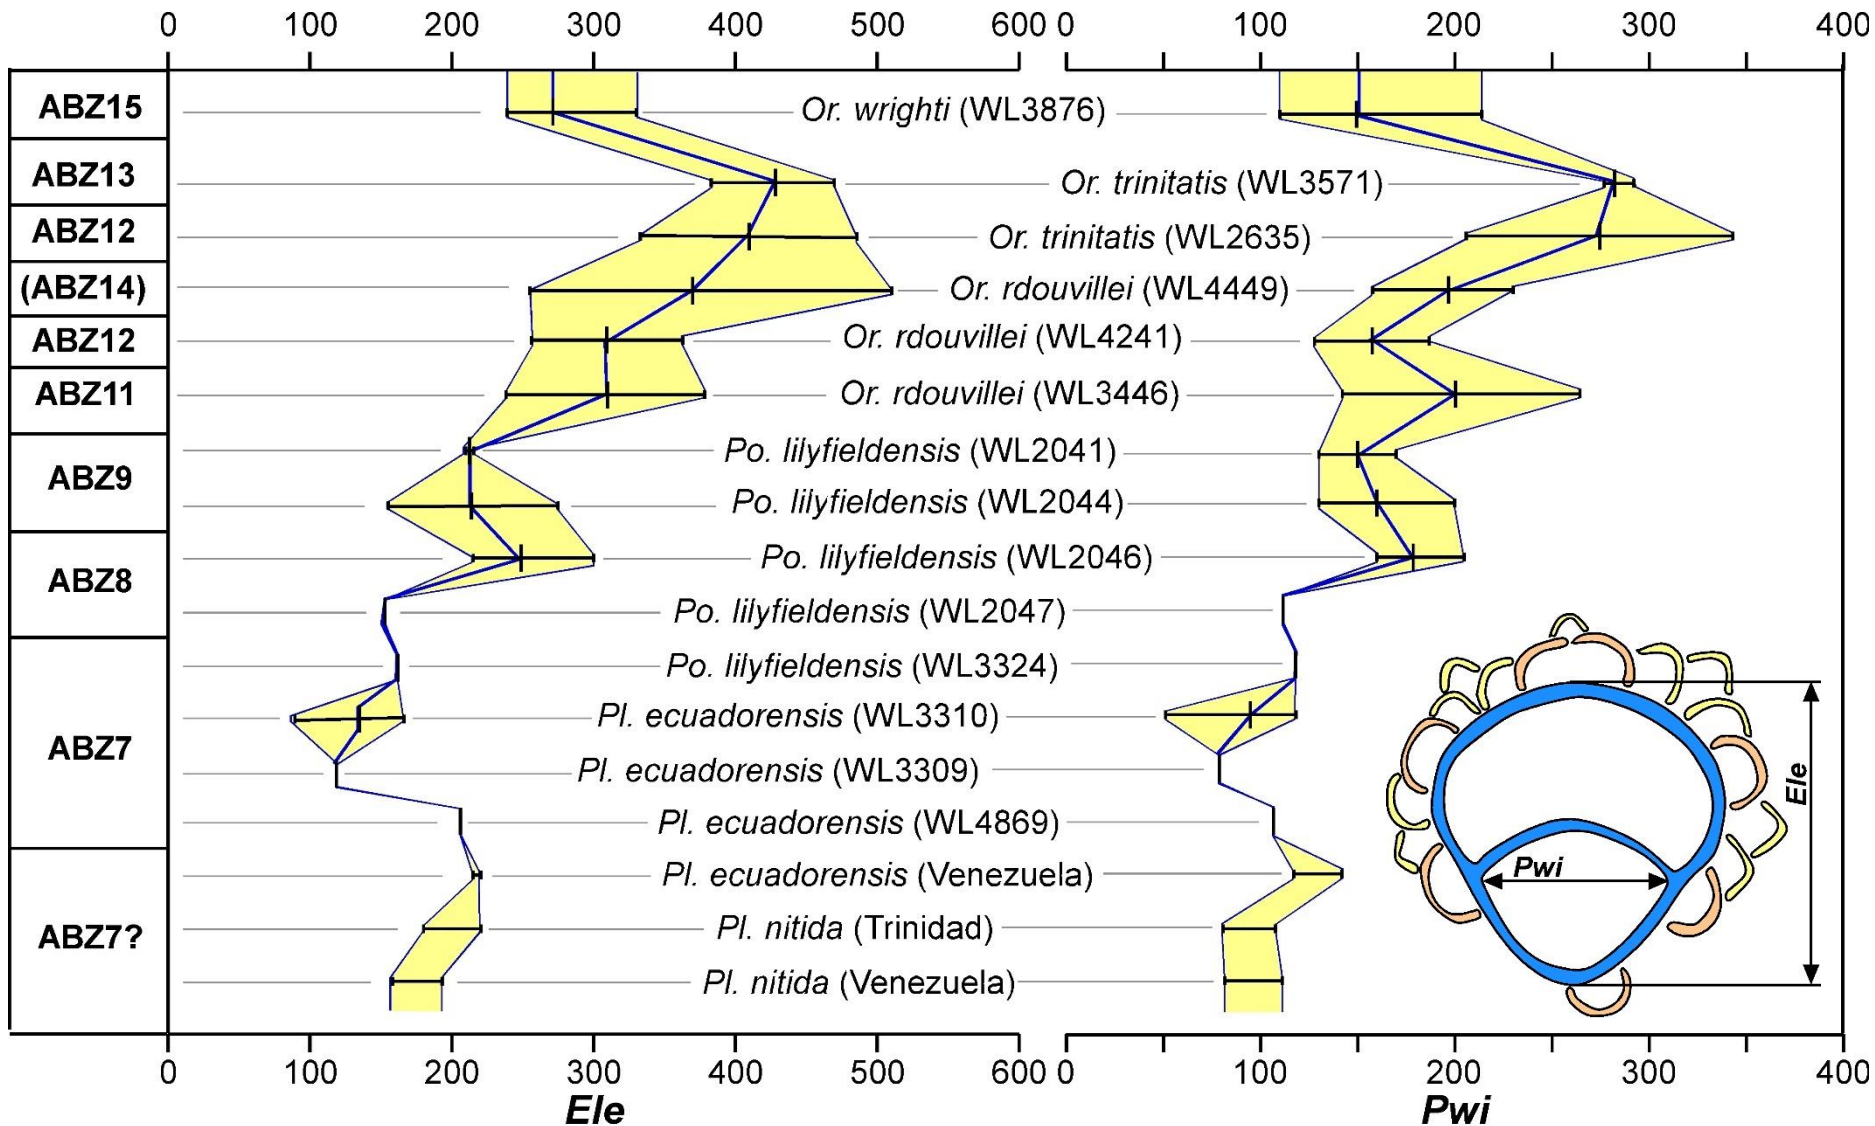 0 100 200 300 400 500 600 0 100 200 300 400
ABZ15 Or. wrighti (WL3876)
ABZ13 Or. trinitatis (WL3571)
ABZ12 Or. trinitatis (WL2635)
(ABZ14) Or. rdouvillei (WL4449)
ABZ12 Or. rdouvillei (WL4241)
ABZ11 Or. rdouvillei (WL3446)
Po. lilyfieldensis (WL2041)
ABZ9
Po. lilyfieldensis (WL2044)
Po. lilyfieldensis (WL2046)
ABZ8
Po. lilyfieldensis (WL2047)
Po. lilyfieldensis (WL3324)
Pl. ecuadorensis (WL3310)
ABZ7
Pl. ecuadorensis (WL3309)
Pl. ecuadorensis (WL4869)
Pl. ecuadorensis (Venezuela)
Pl. nitida (Trinidad)
ABZ7?
Pl. nitida (Venezuela)
Ele
Pwi
0 100 200 300 400 500 600 0 100 200 300 400
Ele Pwi